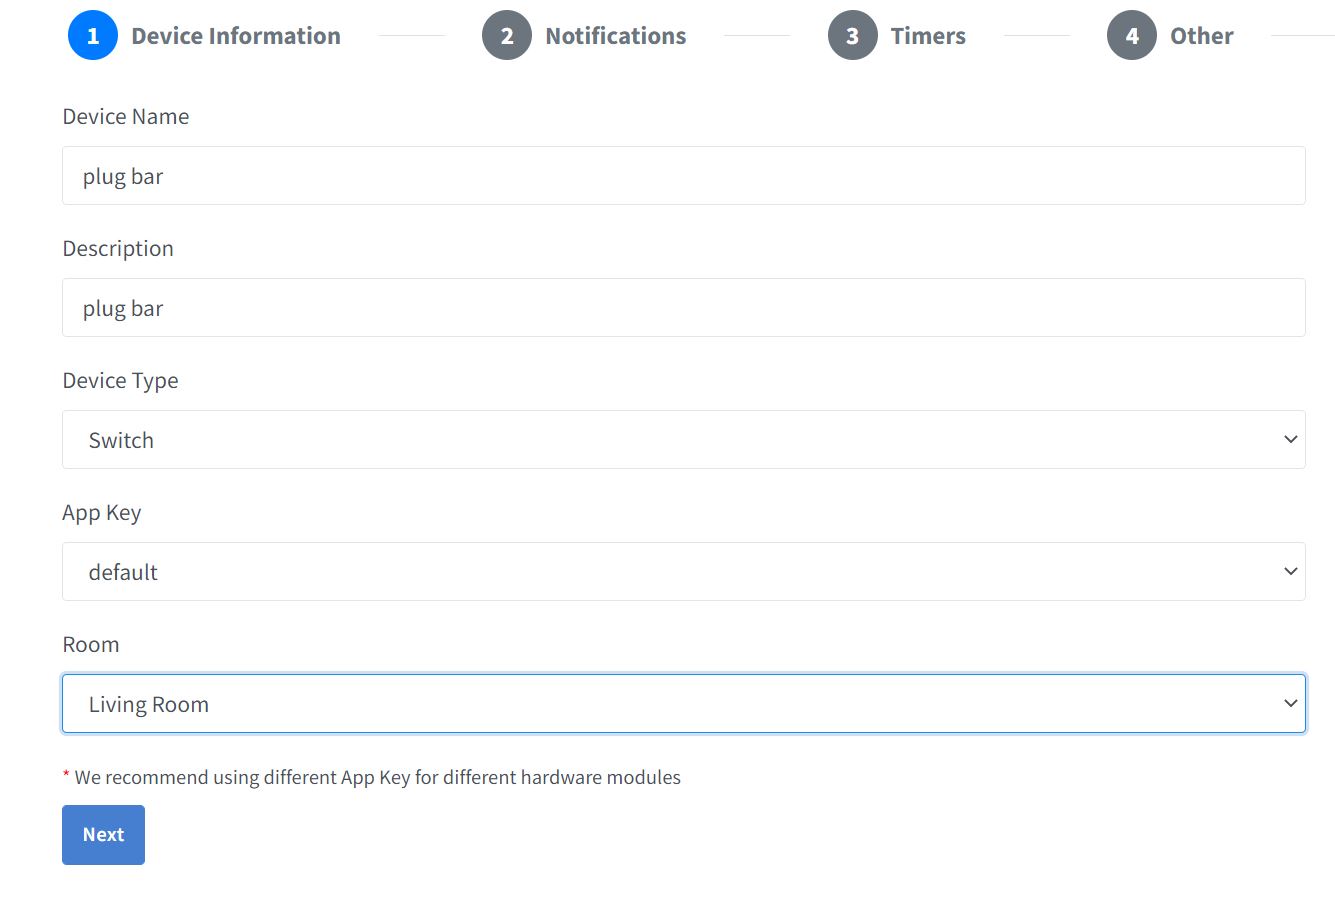 1 Device Information 2 Notifications 3 Timers 4 Other
Device Name
plug bar
Description
plug bar
Device Type
Switch
App Key
default
Room
Living Room
* We recommend using different App Key for different hardware modules
Next